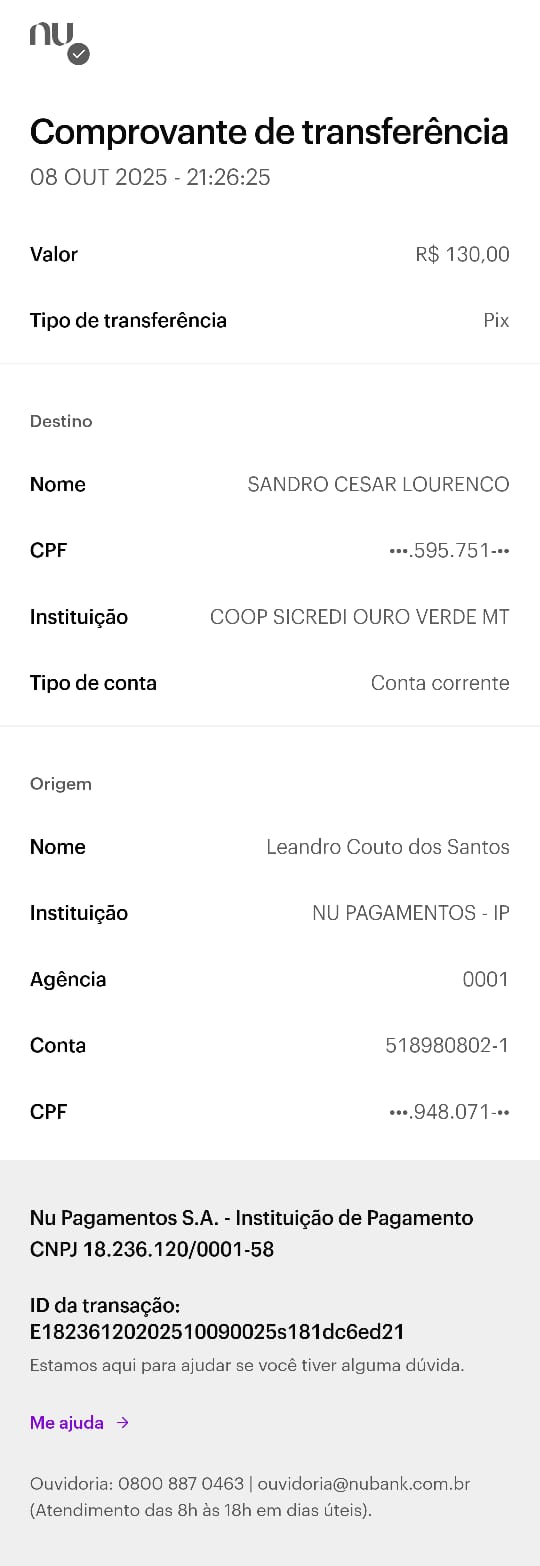 nu
Comprovante de transferência
08 OUT 2025 - 21:26:25
Valor R$ 130,00
Tipo de transferência Pix
Destino
Nome SANDRO CESAR LOURENCO
CPF •••.595.751-••
Instituição COOP SICREDI OURO VERDE MT
Tipo de conta Conta corrente
Origem
Nome Leandro Couto dos Santos
Instituição NU PAGAMENTOS - IP
Agência 0001
Conta 518980802-1
CPF •••.948.071-••
Nu Pagamentos S.A. - Instituição de Pagamento
CNPJ 18.236.120/0001-58
ID da transação:
E18236120202510090025s181dc6ed21
Estamos aqui para ajudar se você tiver alguma dúvida.
Me ajuda →
Ouvidoria: 0800 887 0463 | ouvidoria@nubank.com.br
(Atendimento das 8h às 18h em dias úteis).